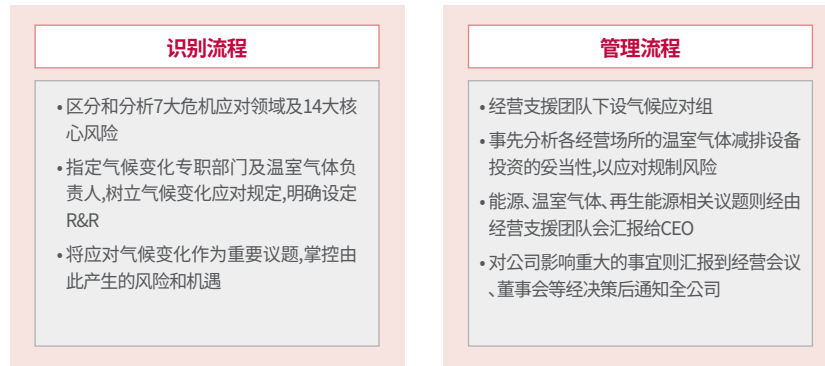 识别流程
• 区分和分析7大危机应对领域及14大核
心风险
• 指定气候变化专职部门及温室气体负
责人,树立气候变化应对规定,明确设定
R&R
• 将应对气候变化作为重要议题,掌控由
此产生的风险和机遇
管理流程
• 经营支援团队下设气候应对组
• 事先分析各经营场所的温室气体减排设备
投资的妥当性,以应对规制风险
• 能源、温室气体、再生能源相关议题则经由
经营支援团队会汇报给CEO
• 对公司影响重大的事宜则汇报到经营会议
、董事会等经决策后通知全公司